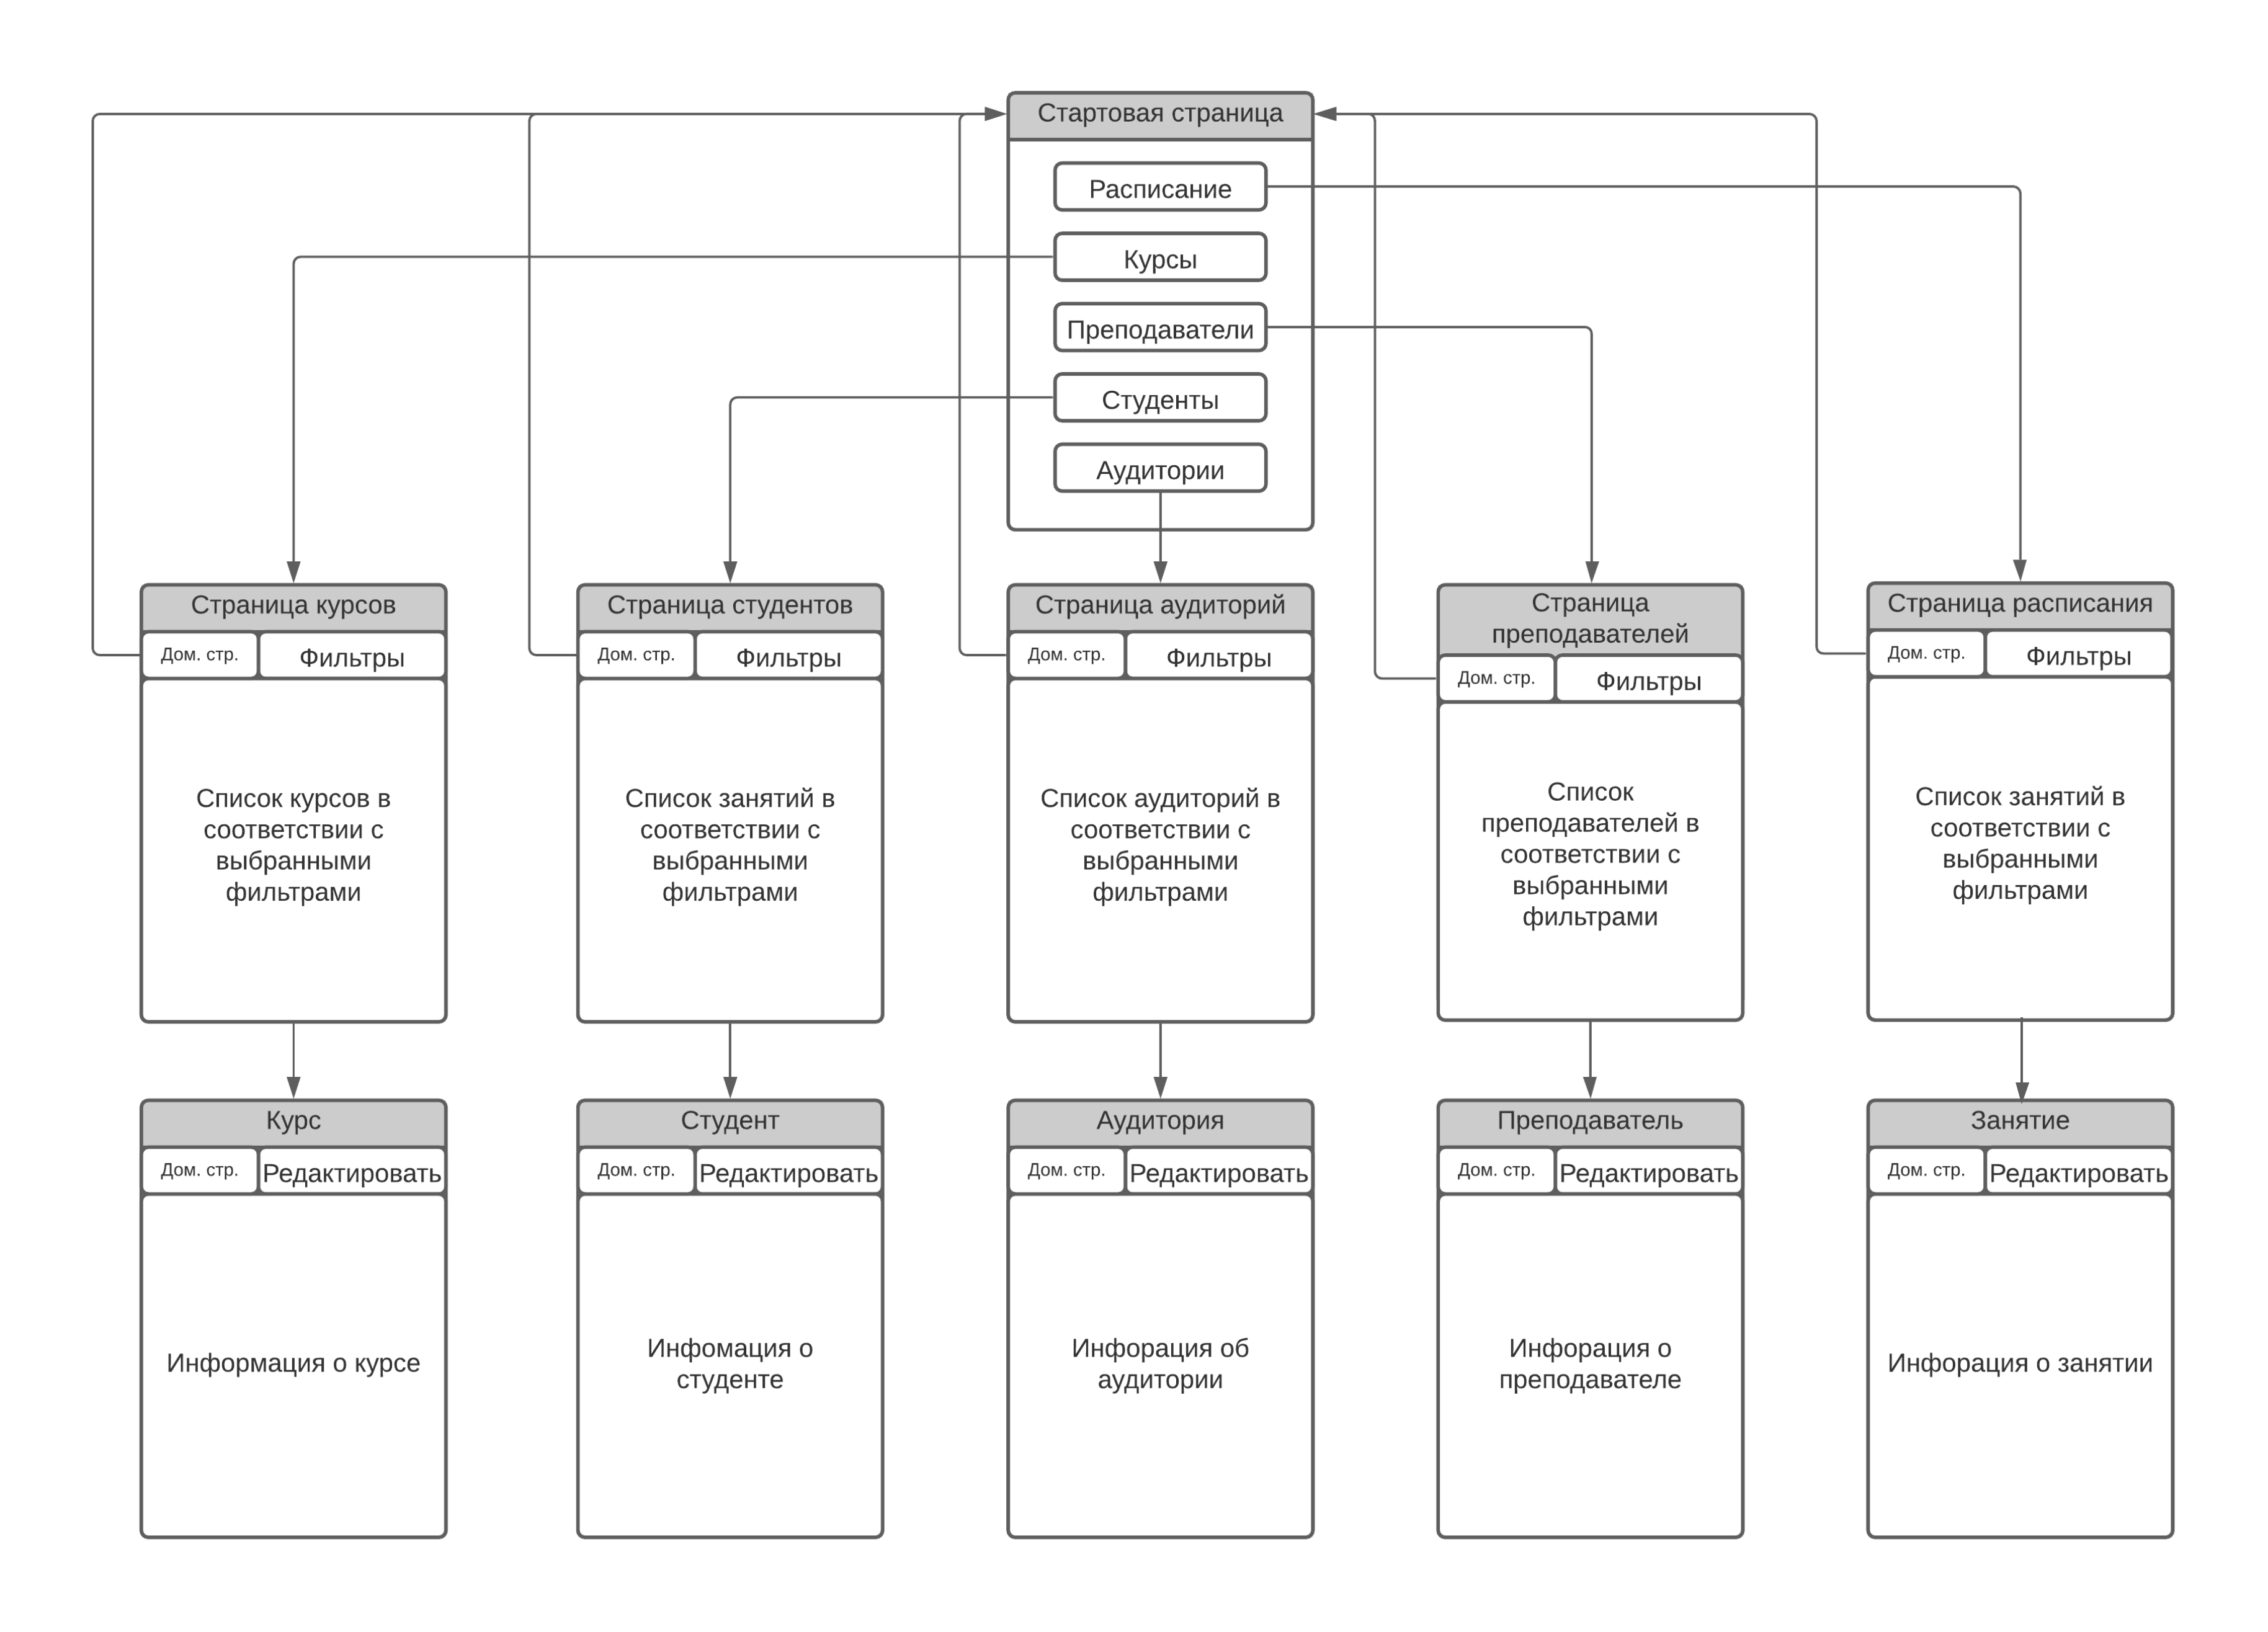 Стартовая страница
Расписание
Курсы
Преподаватели
Студенты
Аудитории
Страница курсов
Дом. стр.
Фильтры
Список курсов в
соответствии с
выбранными
фильтрами
Страница студентов
Дом. стр.
Фильтры
Список занятий в
соответствии с
выбранными
фильтрами
Страница аудиторий
Дом. стр.
Фильтры
Список аудиторий в
соответствии с
выбранными
фильтрами
Страница
преподавателей
Дом. стр.
Фильтры
Список
преподавателей в
соответствии с
выбранными
фильтрами
Страница расписания
Дом. стр.
Фильтры
Список занятий в
соответствии с
выбранными
фильтрами
Курс
Дом. стр.
Редактировать
Информация о курсе
Студент
Дом. стр.
Редактировать
Инфомация о
студенте
Аудитория
Дом. стр.
Редактировать
Инфорация об
аудитории
Преподаватель
Дом. стр.
Редактировать
Инфорация о
преподавателе
Занятие
Дом. стр.
Редактировать
Инфорация о занятии